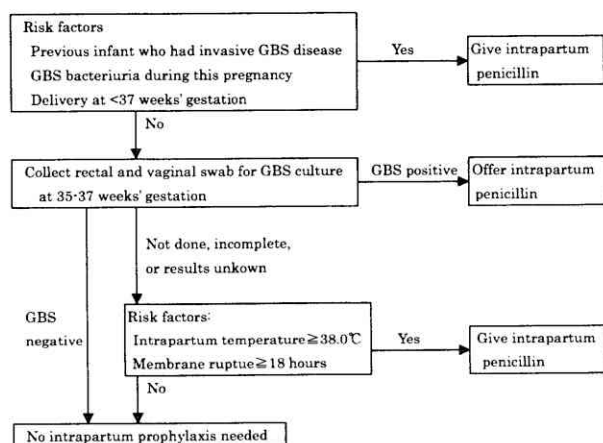 Risk factors
Previous infant who had invasive GBS disease
GBS bacteriuria during this pregnancy
Delivery at <37 weeks' gestation
Yes
Give intrapartum
penicillin
No
Collect rectal and vaginal swab for GBS culture
at 35-37 weeks' gestation
GBS positive
Offer intrapartum
penicillin
Not done, incomplete,
or results unkown
GBS
negative
Risk factors:
Intrapartum temperature≧38.0℃
Membrane ruptue≧18 hours
Yes
Give intrapartum
penicillin
No
No intrapartum prophylaxis needed